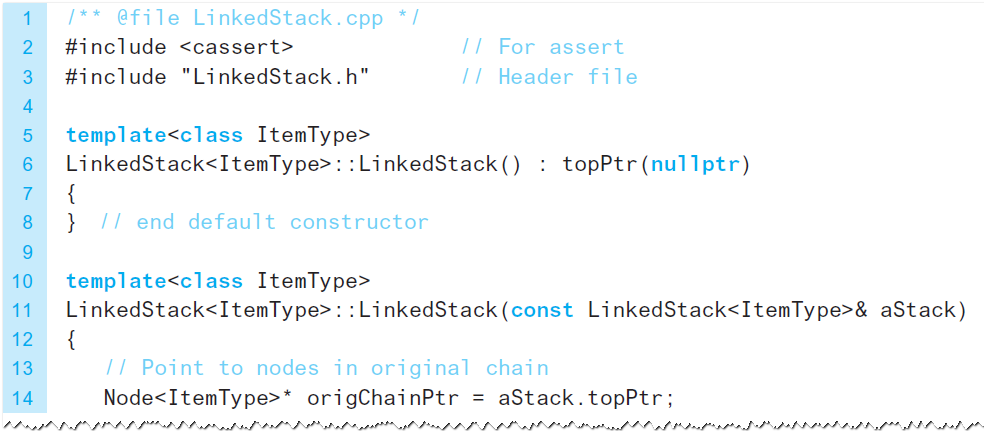 1 /** @file LinkedStack.cpp */
2 #include <cassert> // For assert
3 #include "LinkedStack.h" // Header file
4
5 template<class ItemType>
6 LinkedStack<ItemType>::LinkedStack() : topPtr(nullptr)
7 {
8 } // end default constructor
9
10 template<class ItemType>
11 LinkedStack<ItemType>::LinkedStack(const LinkedStack<ItemType>& aStack)
12 {
13 // Point to nodes in original chain
14 Node<ItemType>* origChainPtr = aStack.topPtr;